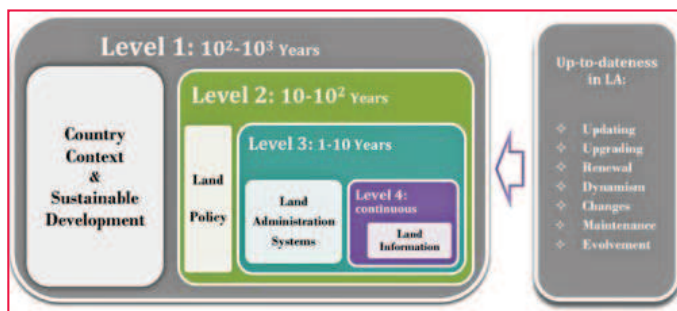 Level 1: 10²-10³ Years
Country
Context
&
Sustainable
Development
Level 2: 10-10² Years
Land
Policy
Level 3: 1-10 Years
Land
Administration
Systems
Level 4:
continuous
Land
Information
Up-to-dateness
in LA:
❖ Updating
❖ Upgrading
❖ Renewal
❖ Dynamism
❖ Changes
❖ Maintenance
❖ Evolvement